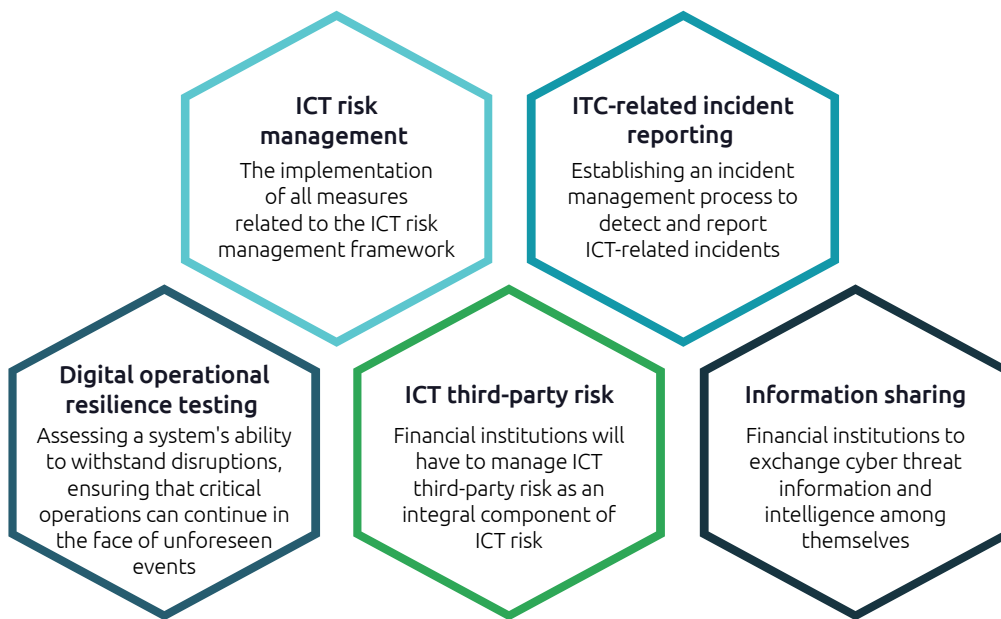 ICT risk
management
The implementation
of all measures
related to the ICT risk
management framework
ITC-related incident
reporting
Establishing an incident
management process to
detect and report
ICT-related incidents
Digital operational
resilience testing
Assessing a system's ability
to withstand disruptions,
ensuring that critical
operations can continue in
the face of unforeseen
events
ICT third-party risk
Financial institutions will
have to manage ICT
third-party risk as an
integral component of
ICT risk
Information sharing
Financial institutions to
exchange cyber threat
information and
intelligence among
themselves